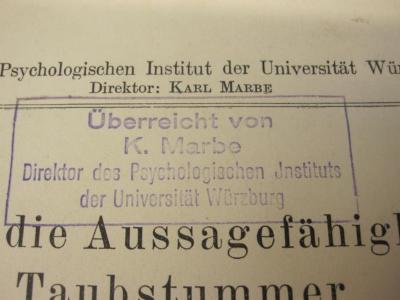 Psychologischen Institut der Universität Wür
Direktor: KARL MARBE
Überreicht von
K. Marbe
Direktor des Psychologischen Jnstituts
der Universität Würzburg
die Aussagefähigk
Taubstummer